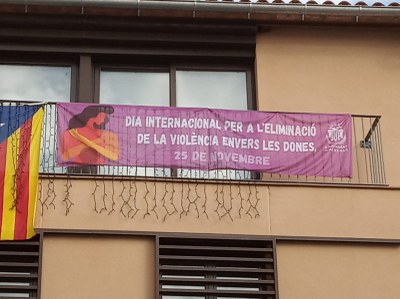 DIA INTERNACIONAL PER A L'ELIMINACIÓ
DE LA VIOLÈNCIA ENVERS LES DONES,
25 DE NOVEMBRE